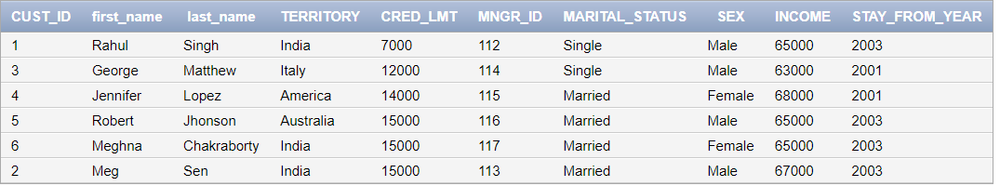 CUST_ID first_name last_name TERRITORY CRED_LMT MNGR_ID MARITAL_STATUS SEX INCOME STAY_FROM_YEAR
1 Rahul Singh India 7000 112 Single Male 65000 2003
3 George Matthew Italy 12000 114 Single Male 63000 2001
4 Jennifer Lopez America 14000 115 Married Female 68000 2001
5 Robert Jhonson Australia 15000 116 Married Male 65000 2003
6 Meghna Chakraborty India 15000 117 Married Female 65000 2003
2 Meg Sen India 15000 113 Married Male 67000 2003